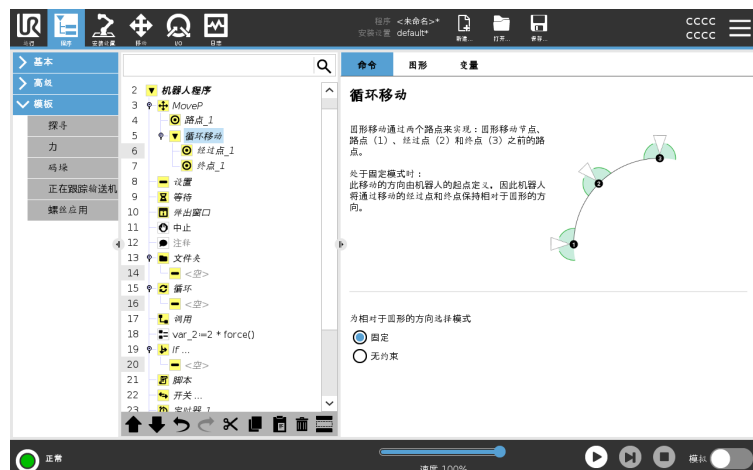 UR
运行
程序
安装设置
移动
I/O
日志
程序 <未命名>*
安装设置 default*
新建...
打开...
保存...
cccc
cccc
基本
高级
模板
探寻
力
码垛
正在跟踪输送机
螺丝应用
2 机器人程序
3 MoveP
4 路点_1
5 循环移动
6 经过点_1
7 终点_1
8 设置
9 等待
10 弹出窗口
11 中止
12 注释
13 文件夹
14 <空>
15 循环
16 <空>
17 调用
18 var_2:=2 * force()
19 If ...
20 <空>
21 脚本
22 开关 ...
23 定时器_1
命令 图形 变量
循环移动
圆形移动通过两个路点来实现：圆形移动节点、
路点（1）、经过点（2）和终点（3）之前的路
点。
处于固定模式时：
此移动的方向由机器人的起点定义，因此机器人
将通过移动的经过点和终点保持相对于圆形的方
向。
1
2
3
为相对于圆形的方向选择模式
固定
无约束
正常
速度 100%
模拟